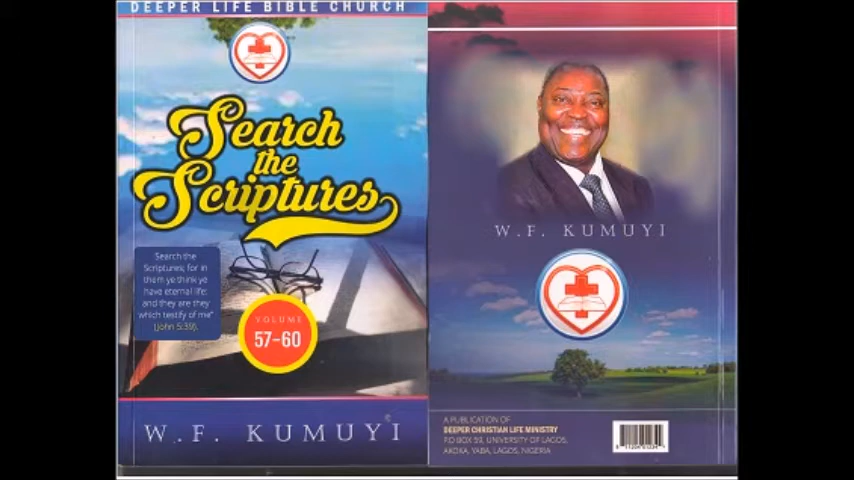 DEEPER LIFE BIBLE CHURCH
Search
the
Scriptures
Search the
Scriptures; for in
them ye think ye
have eternal life:
and they are they
which testify of me"
(John 5:39).
VOLUME
57-60
W. F. KUMUYI
W.F. KUMUYI
A PUBLICATION OF
DEEPER CHRISTIAN LIFE MINISTRY
P.O BOX 59, UNIVERSITY OF LAGOS,
AKOKA, YABA, LAGOS, NIGERIA